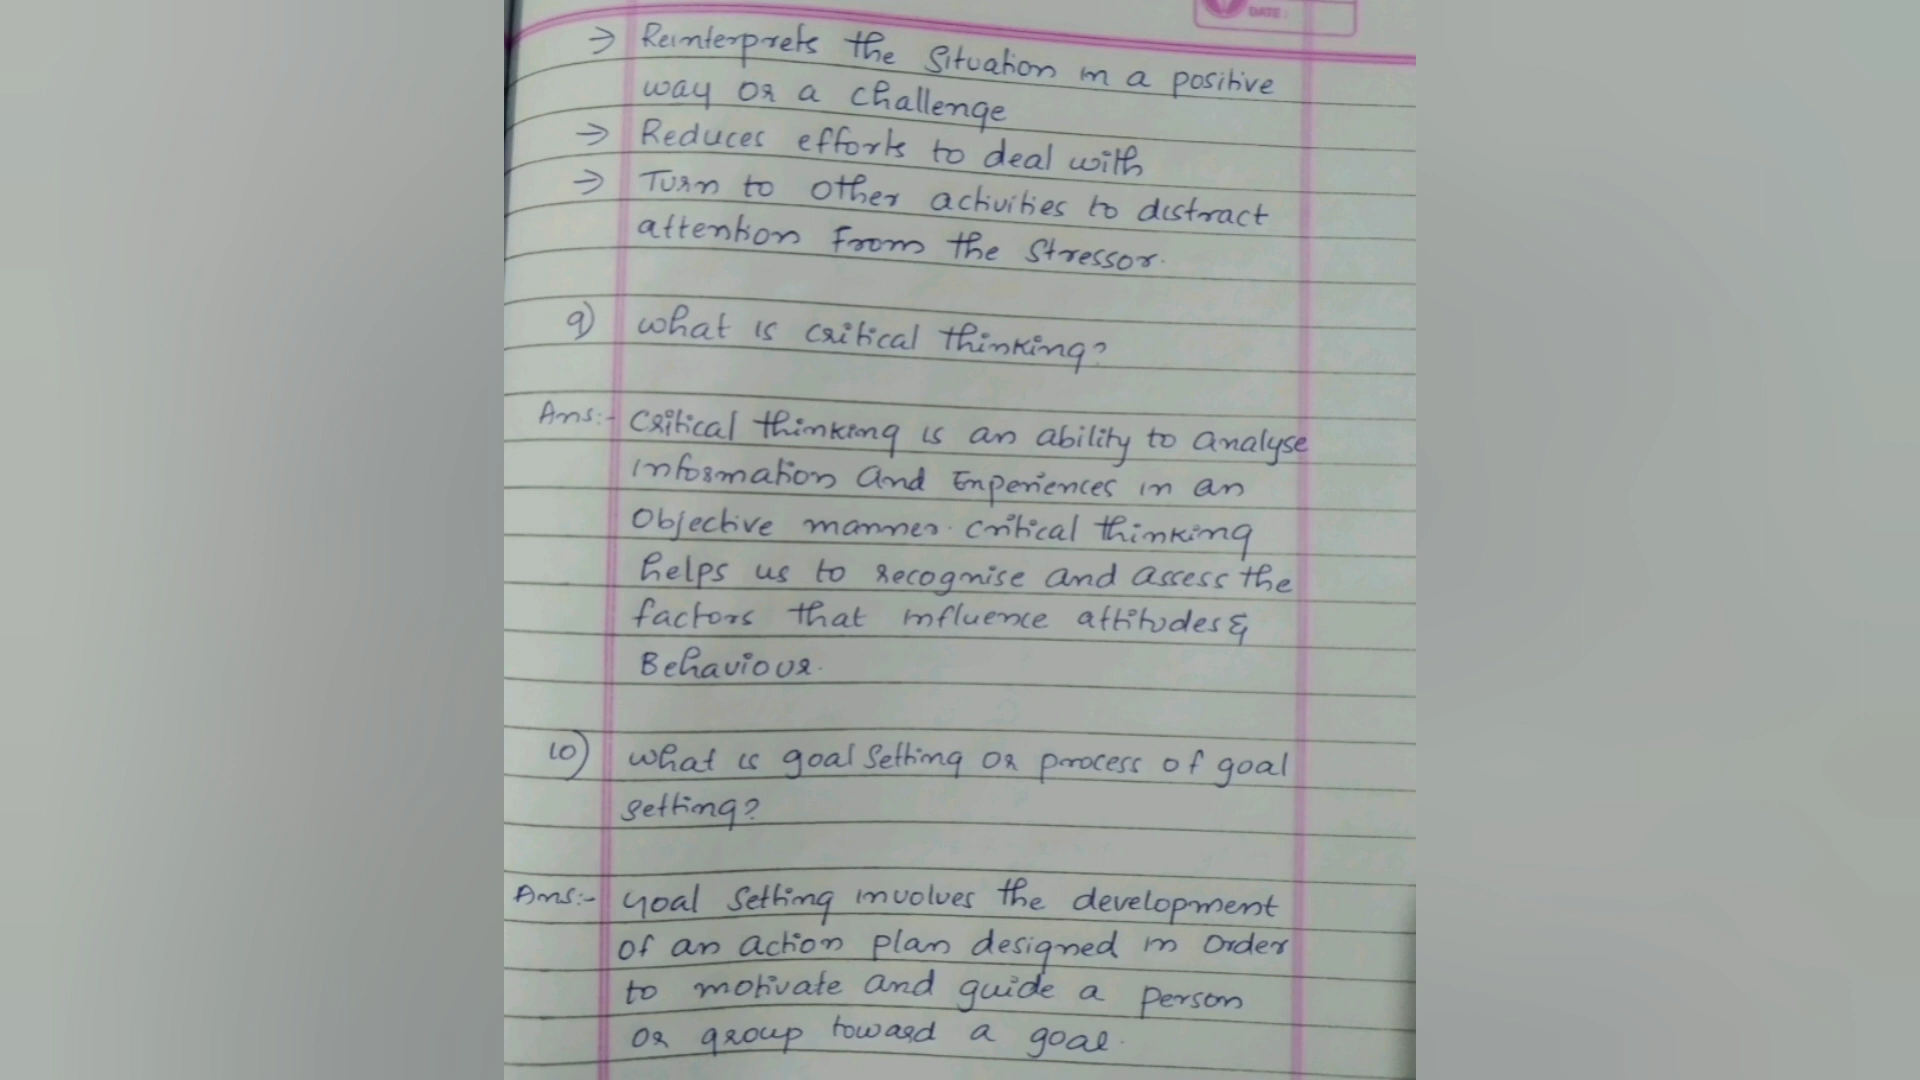 DATE:
→ Reinterprets the Situation in a positive
way or a challenge
→ Reduces efforts to deal with
→ Turn to other activities to distract
attention From the Stressor.
9) what is critical thinking?
Ans:- Critical thinking is an ability to analyse
information and Experiences in an
Objective manner. Critical thinking
helps us to recognise and assess the
factors that influence attitudes &
Behaviour.
10) what is goal Setting or process of goal
Setting?
Ans:- Goal Setting involves the development
of an action plan designed in order
to motivate and guide a person
or group toward a goal.